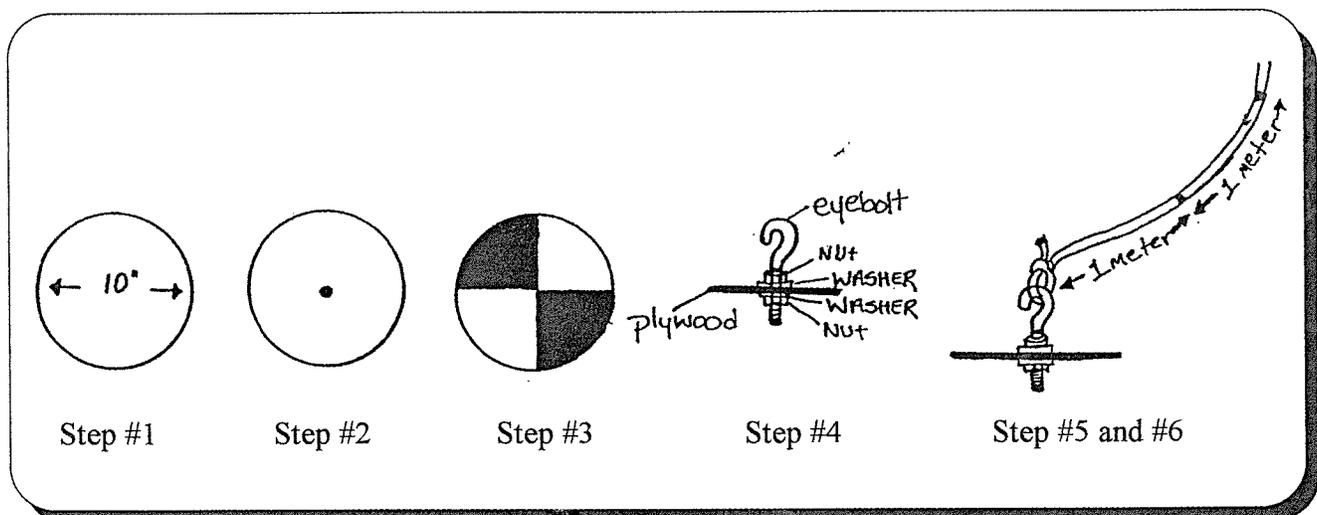 10"
eyebolt
NUt
WASHER
WASHER
NUt
plywood
1 meter
1 meter
Step #1
Step #2
Step #3
Step #4
Step #5 and #6